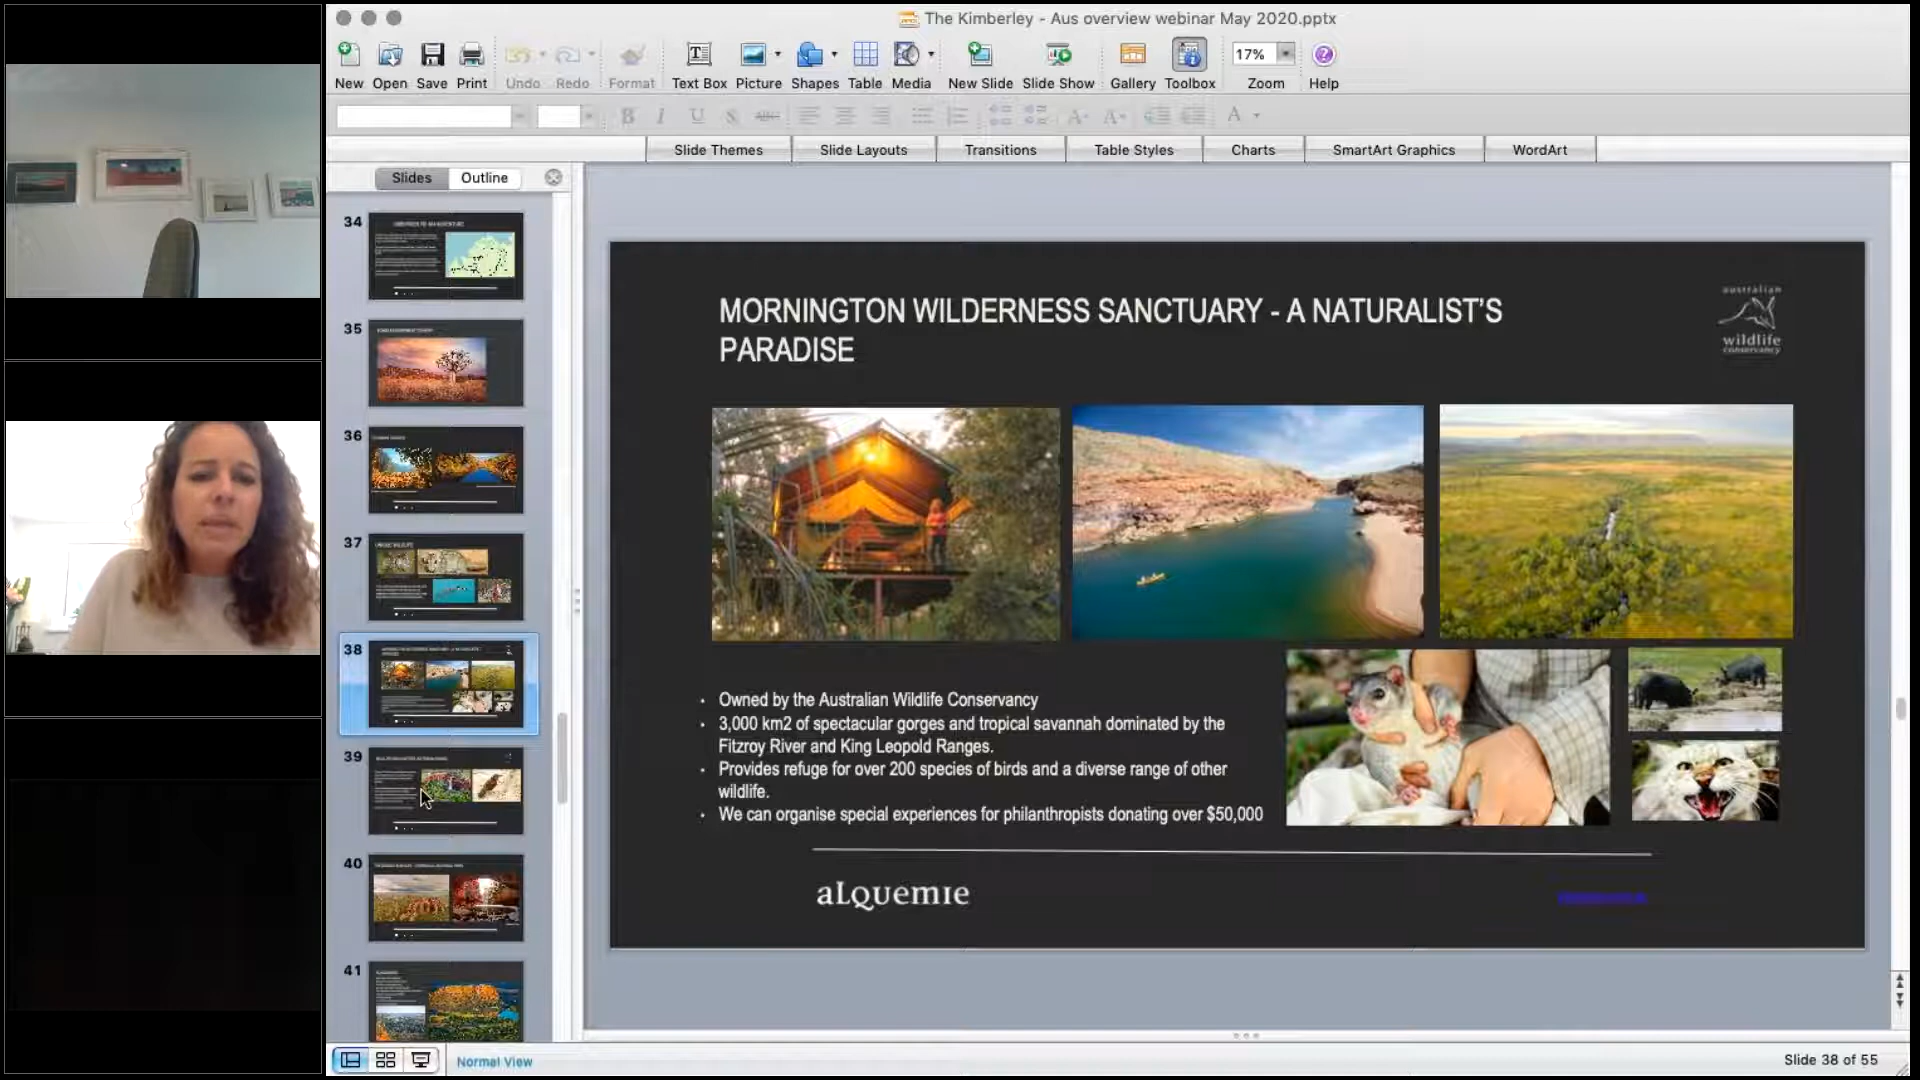 The Kimberley - Aus overview webinar May 2020.pptx
New Open Save Print Undo Redo Format Text Box Picture Shapes Table Media New Slide Slide Show Gallery Toolbox Zoom Help
17%
B I U S ABC A A A
Slide Themes Slide Layouts Transitions Table Styles Charts SmartArt Graphics WordArt
Slides Outline
34
35
36
37
UNIQUE WILDLIFE
38
39
40
41
MORNINGTON WILDERNESS SANCTUARY - A NATURALIST’S
PARADISE
australian
wildlife
conservancy
• Owned by the Australian Wildlife Conservancy
• 3,000 km2 of spectacular gorges and tropical savannah dominated by the
Fitzroy River and King Leopold Ranges.
• Provides refuge for over 200 species of birds and a diverse range of other
wildlife.
• We can organise special experiences for philanthropists donating over $50,000
aLQuemie
Normal View
Slide 38 of 55